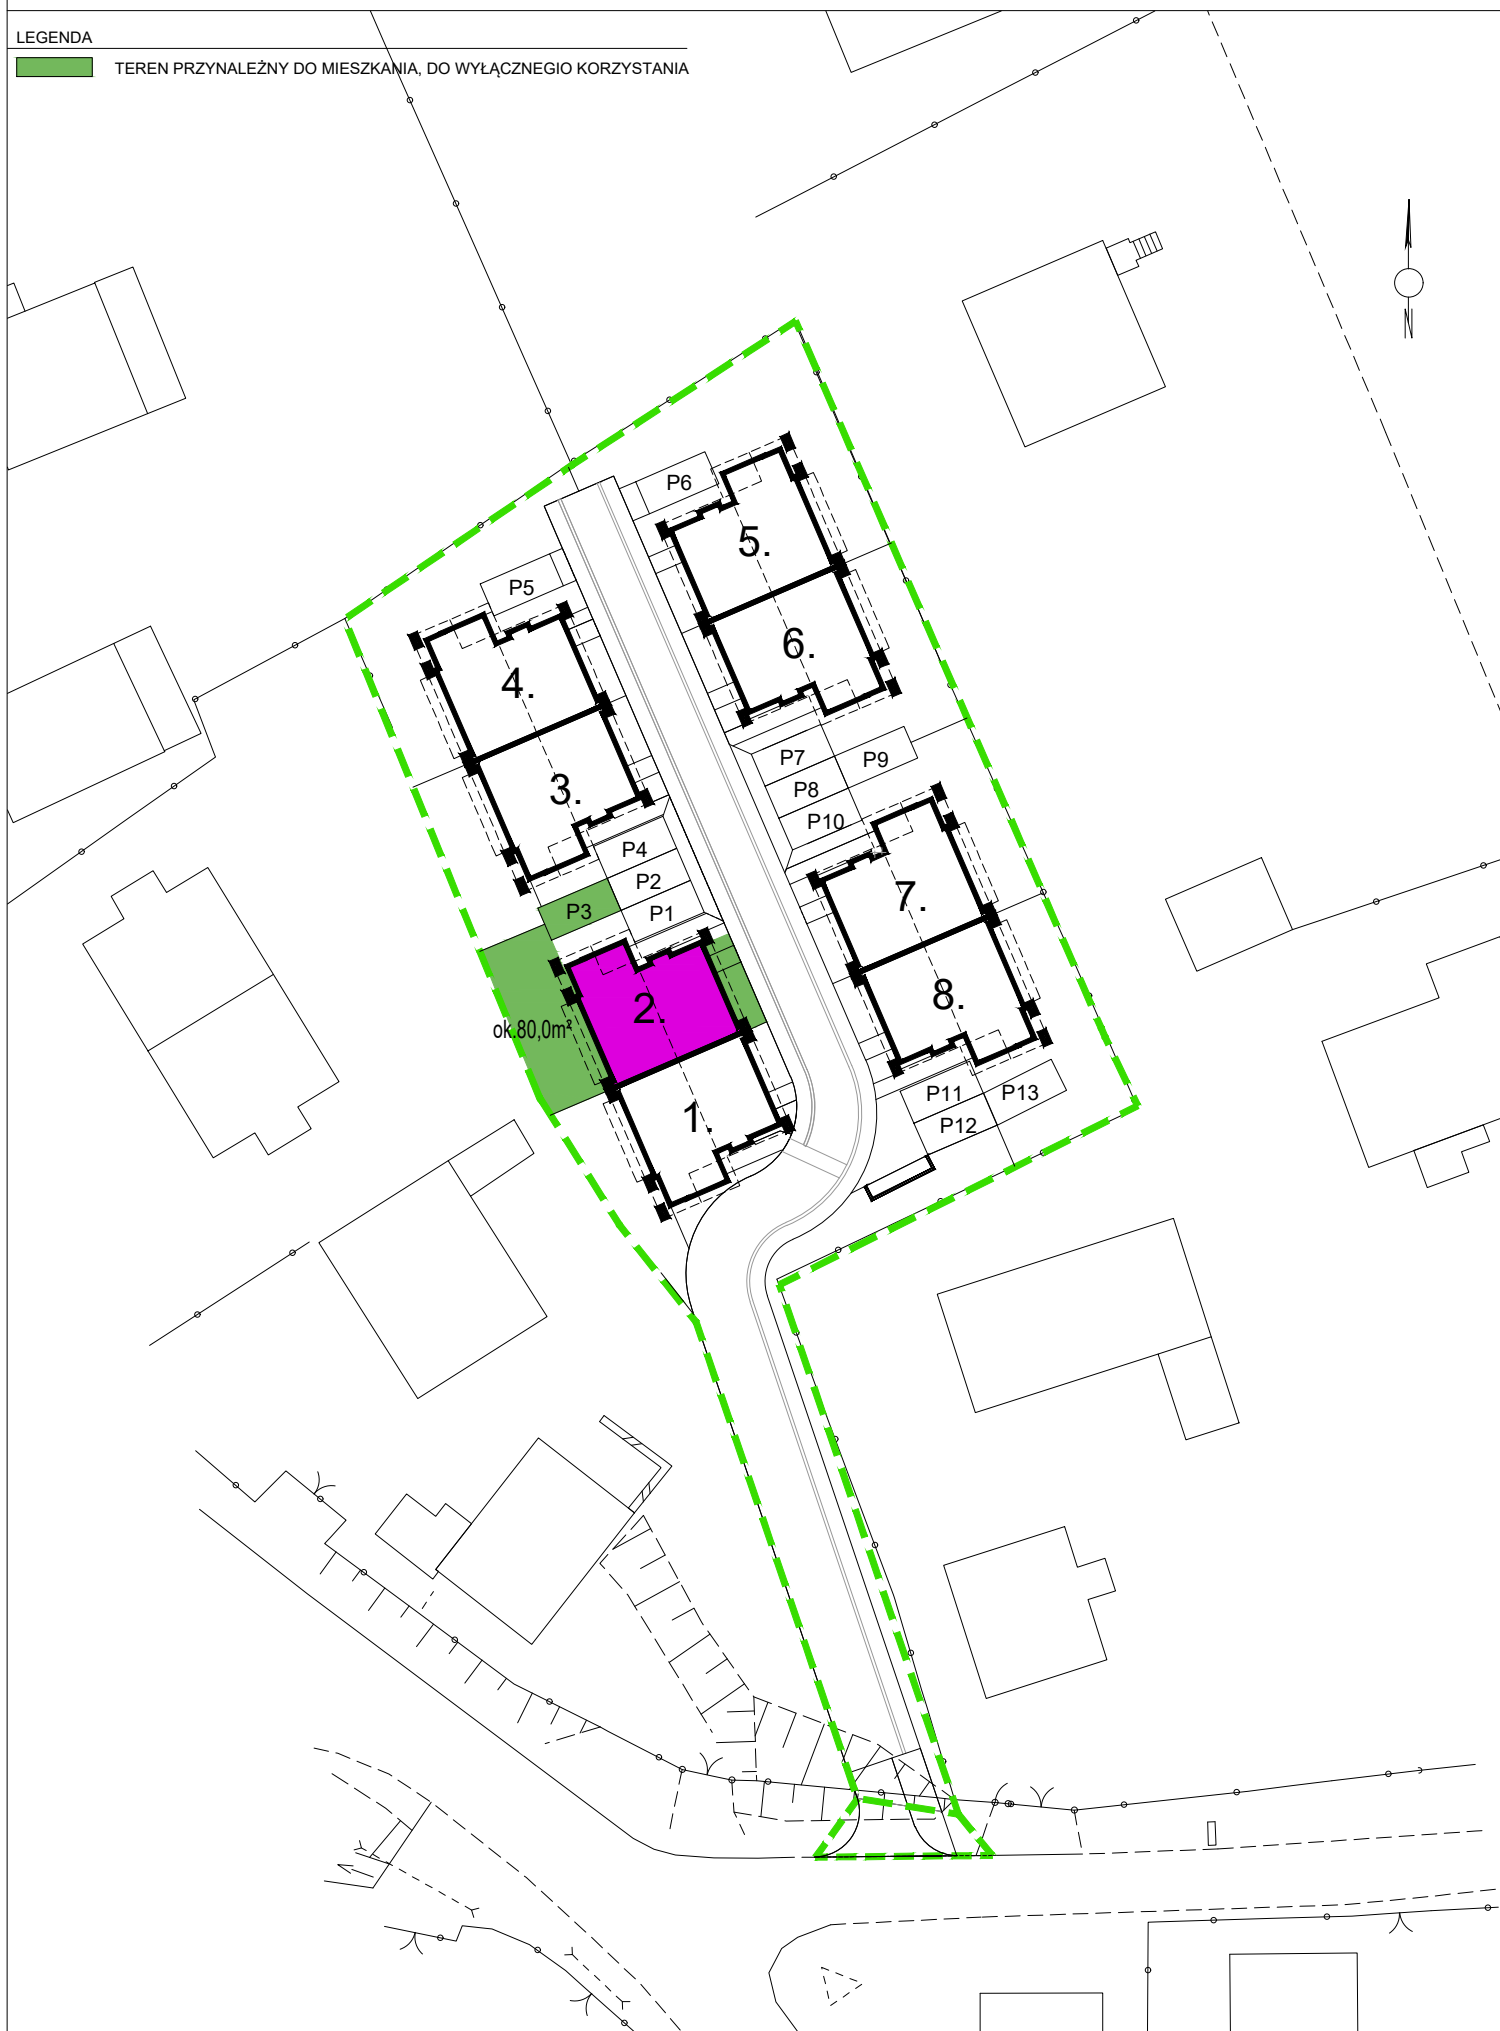 LEGENDA
TEREN PRZYNALEŻNY DO MIESZKANIA, DO WYŁĄCZNEGIO KORZYSTANIA
N
P6
5.
P5
6.
4.
P7
P9
3.
P8
P10
P4
P2
7.
P3
P1
2.
8.
ok.80,0m²
P11
P13
1.
P12